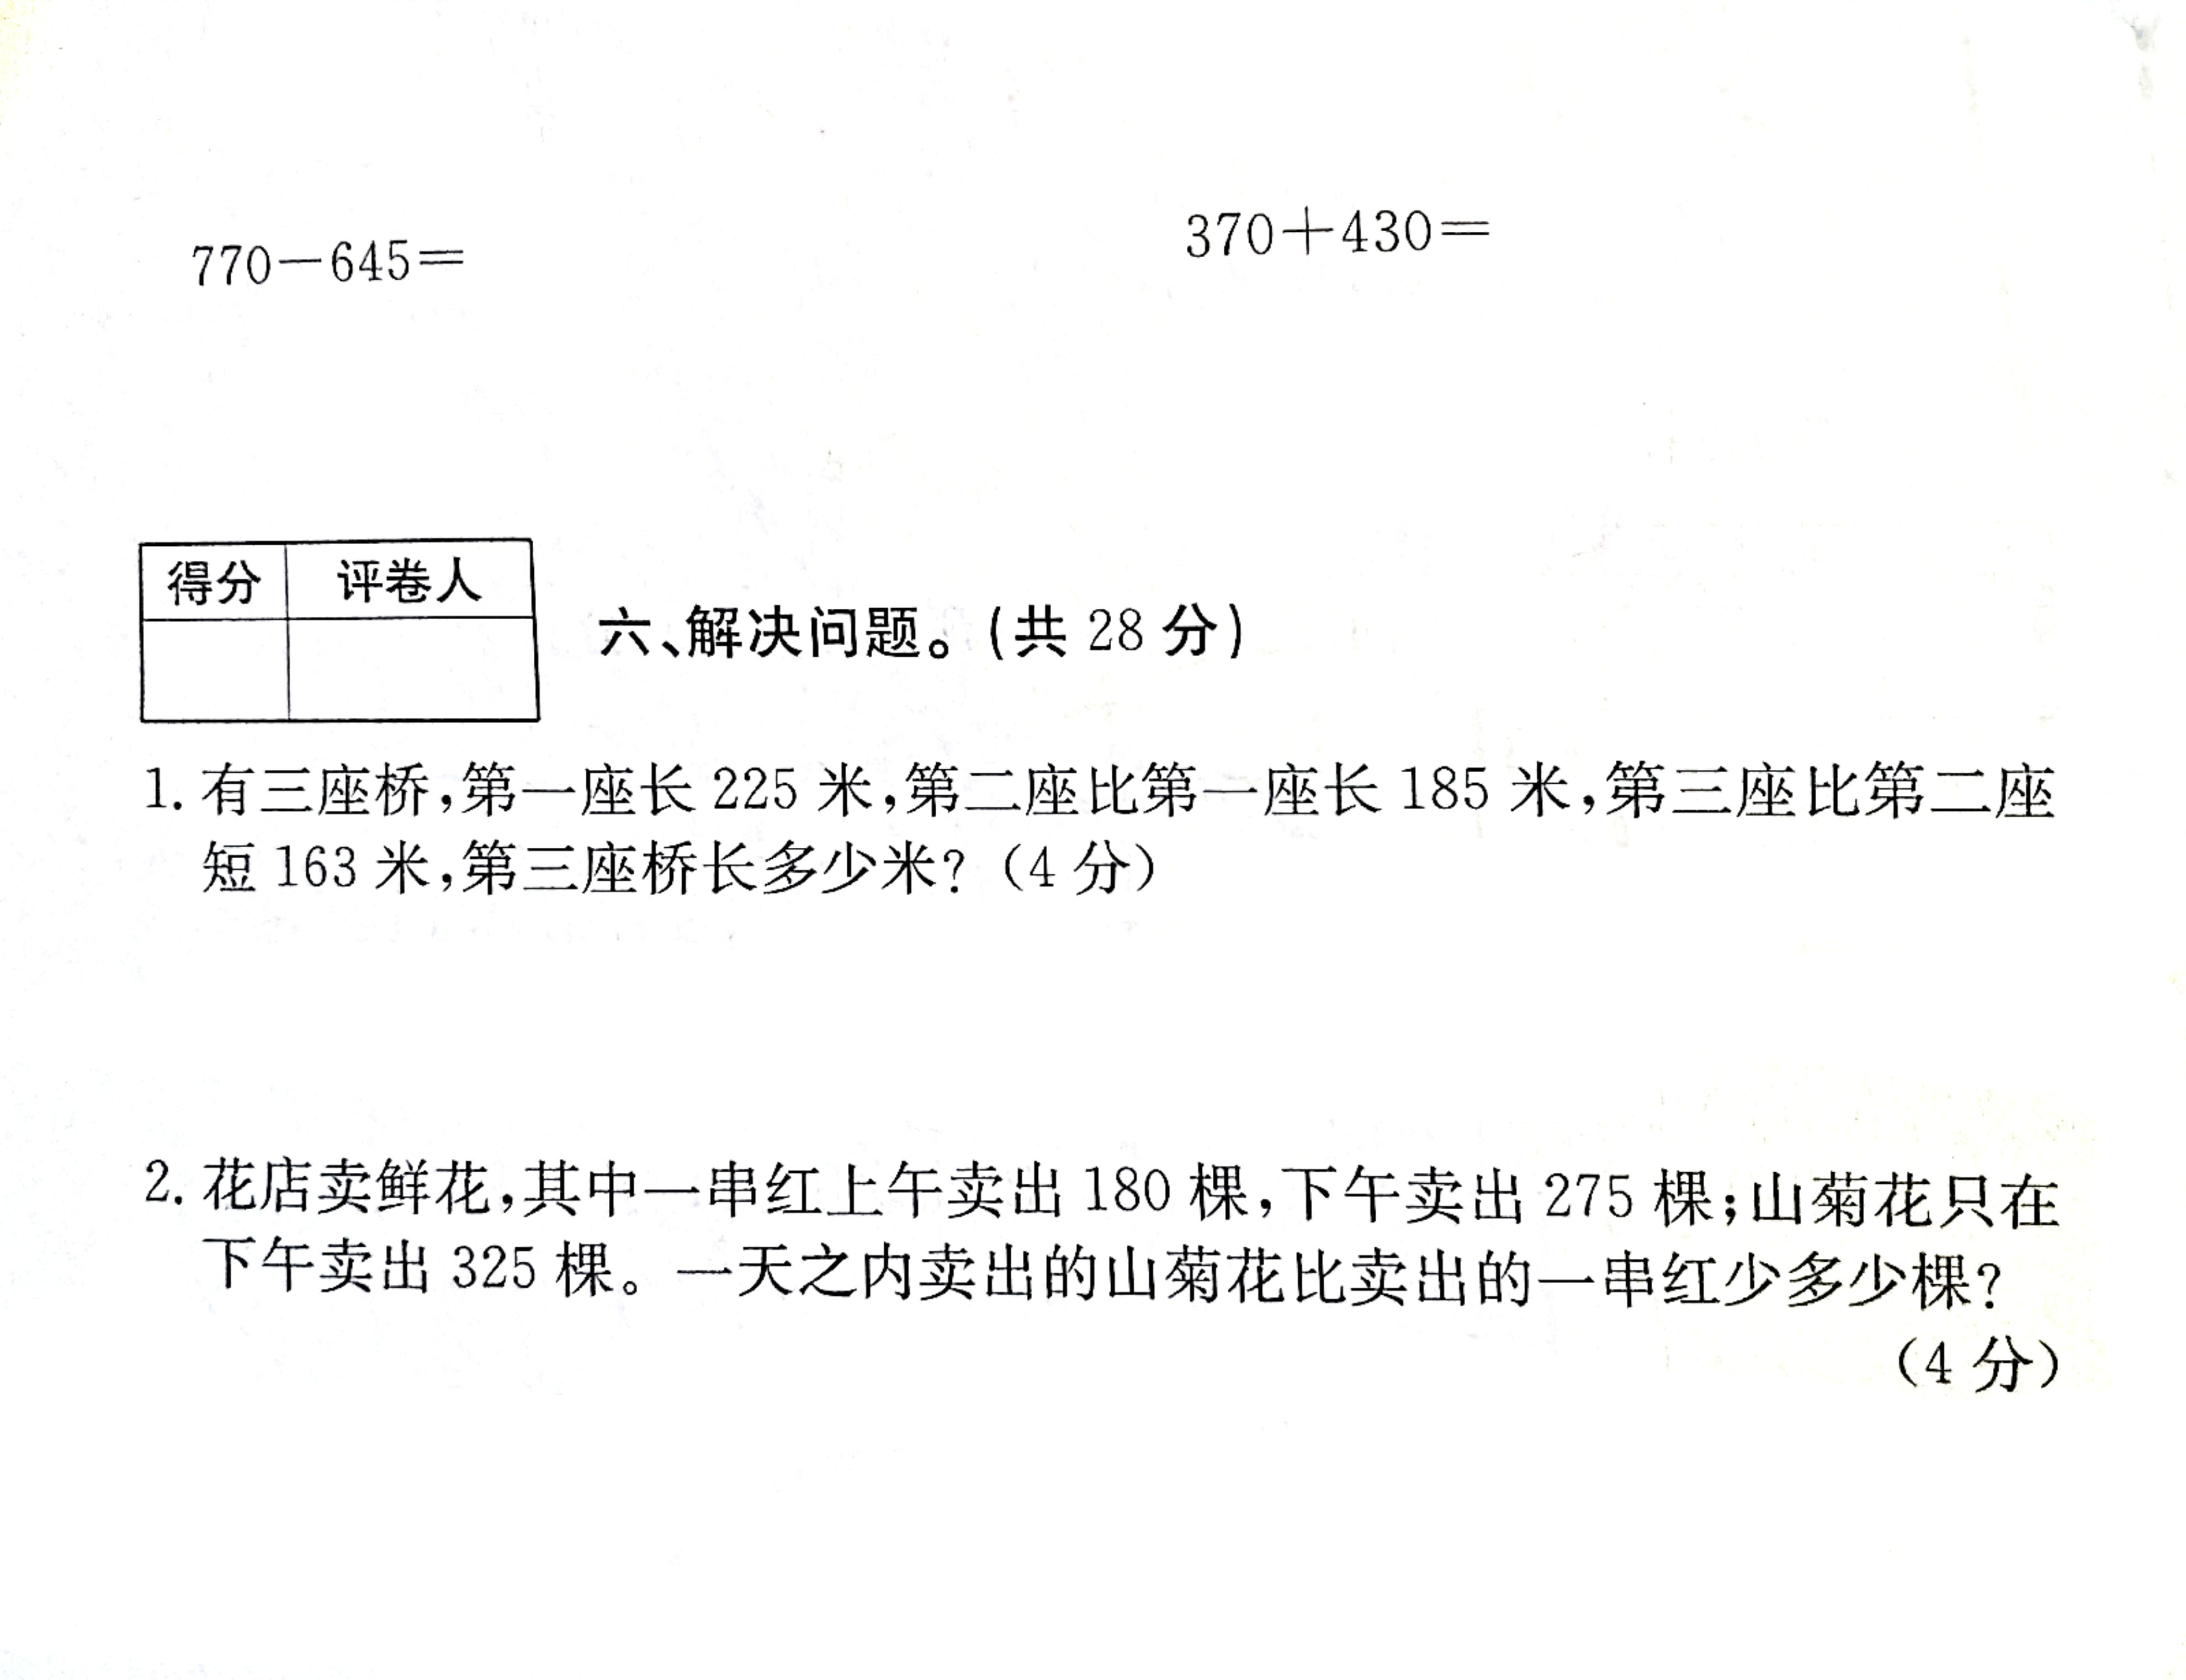 770－645＝
370＋430＝
得分 评卷人
六、解决问题。(共 28 分)
1. 有三座桥,第一座长 225 米,第二座比第一座长 185 米,第三座比第二座
短 163 米,第三座桥长多少米?(4 分)
2. 花店卖鲜花,其中一串红上午卖出 180 棵,下午卖出 275 棵;山菊花只在
下午卖出 325 棵。一天之内卖出的山菊花比卖出的一串红少多少棵?
(4 分)